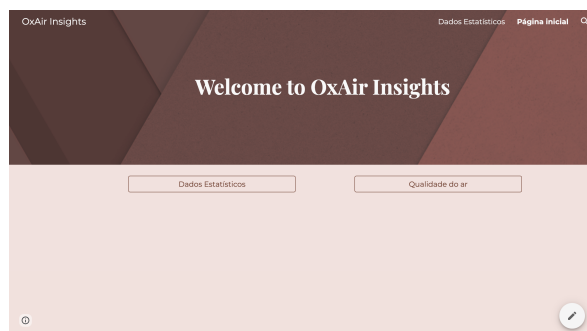 OxAir Insights
Dados Estatísticos Página inicial
Welcome to OxAir Insights
Dados Estatísticos Qualidade do ar